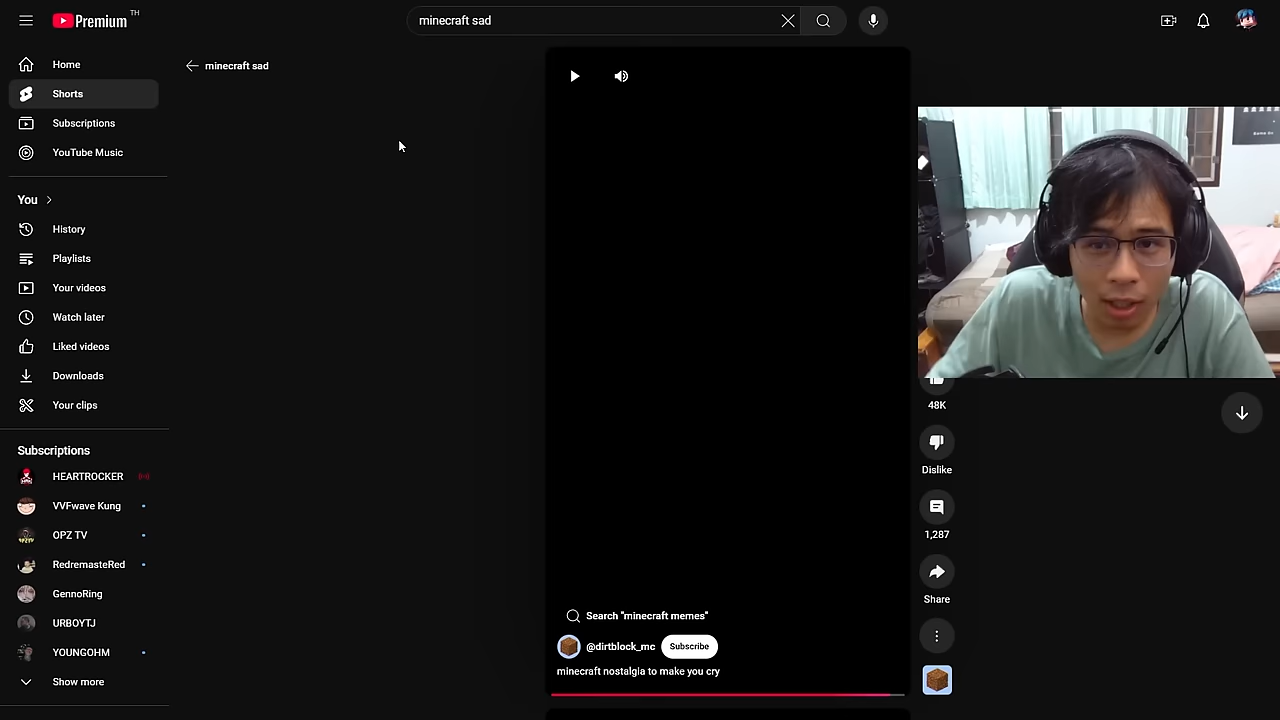 Premium TH
minecraft sad
Home
Shorts
Subscriptions
YouTube Music
You
History
Playlists
Your videos
Watch later
Liked videos
Downloads
Your clips
Subscriptions
HEARTROCKER
VVFwave Kung
OPZ TV
RedremasteRed
GennoRing
URBOYTJ
YOUNGOHM
Show more
minecraft sad
Search "minecraft memes"
@dirtblock_mc Subscribe
minecraft nostalgia to make you cry
48K
Dislike
1,287
Share